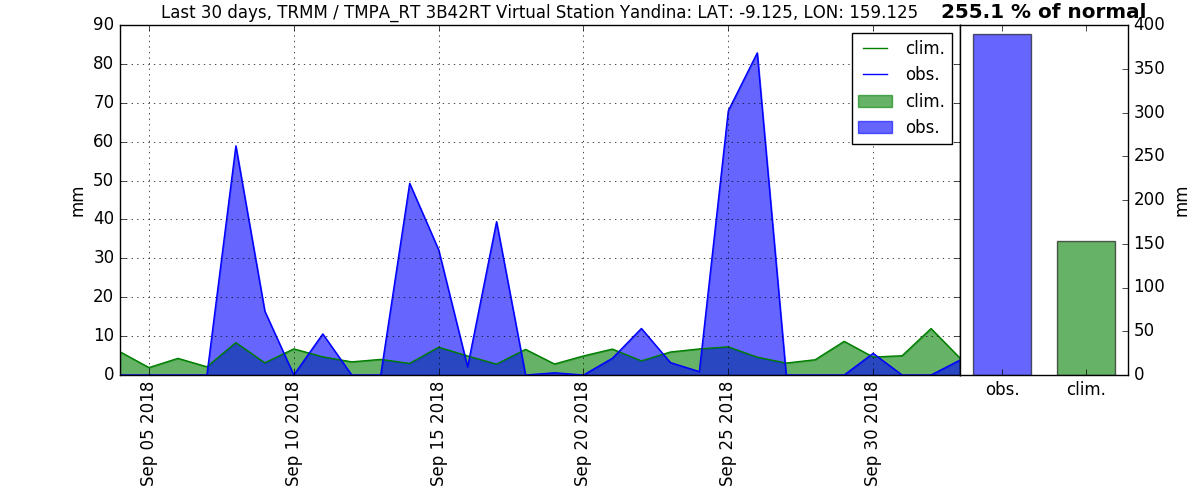 Last 30 days, TRMM / TMPA_RT 3B42RT Virtual Station Yandina: LAT: -9.125, LON: 159.125
255.1 % of normal
90
80
70
60
50
40
30
20
10
0
mm
clim.
obs.
clim.
obs.
Sep 05 2018
Sep 10 2018
Sep 15 2018
Sep 20 2018
Sep 25 2018
Sep 30 2018
400
350
300
250
200
150
100
50
0
mm
obs.
clim.